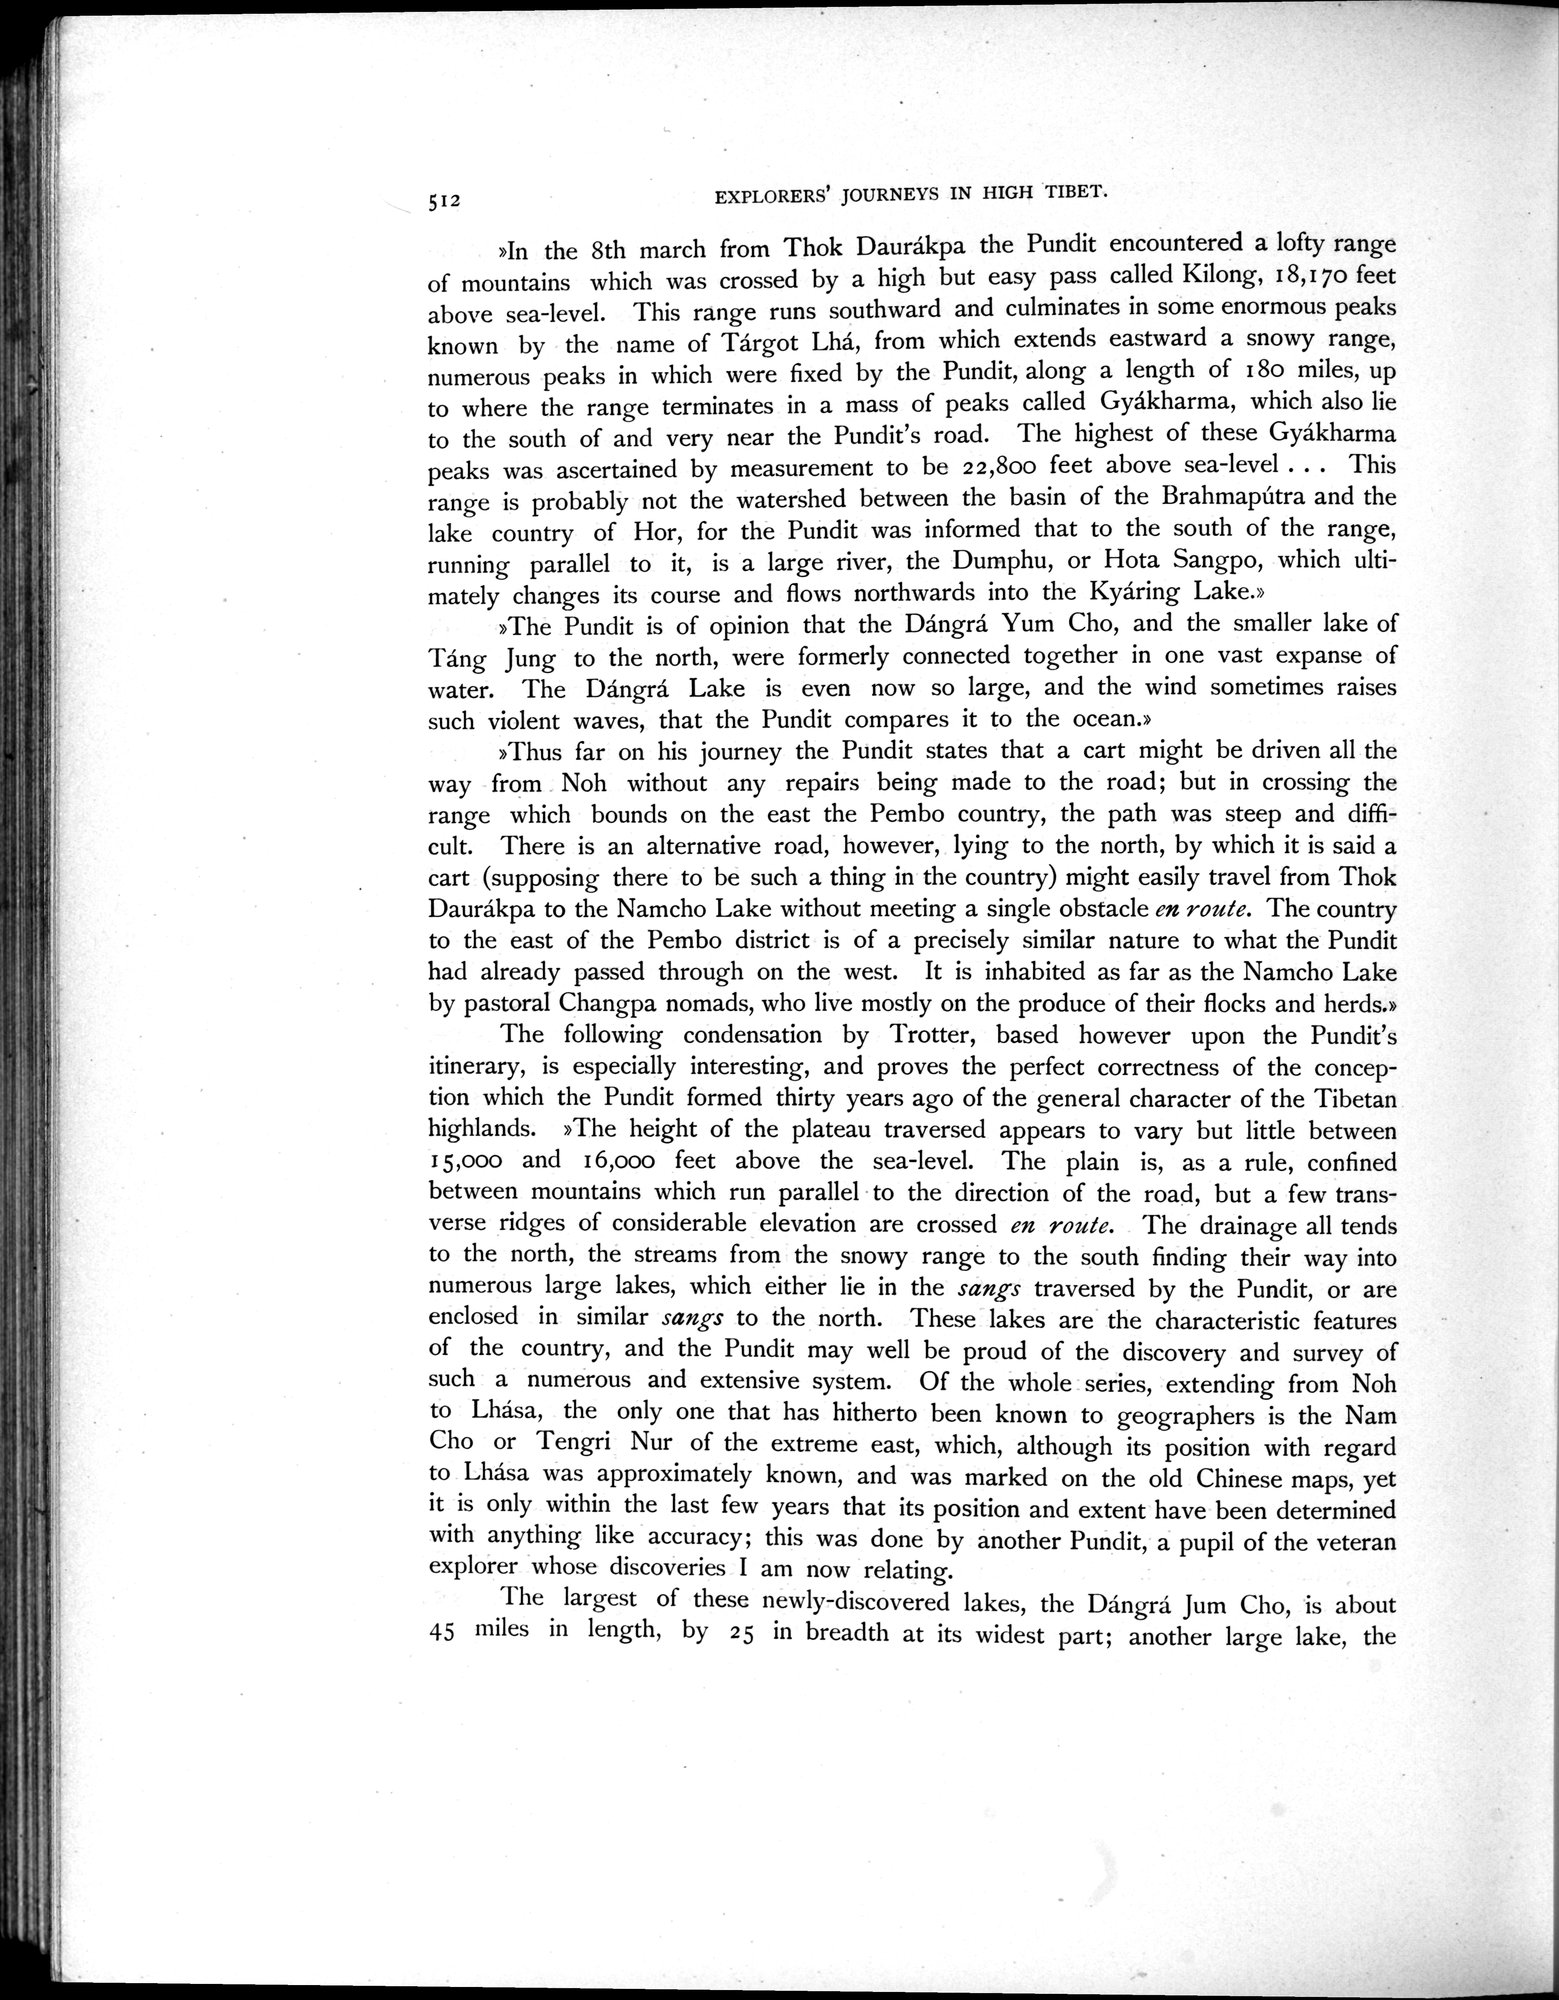 512
EXPLORERS' JOURNEYS IN HIGH TIBET.
»In the 8th march from Thok Daurákpa the Pundit encountered a lofty range
of mountains which was crossed by a high but easy pass called Kilong, 18,170 feet
above sea-level. This range runs southward and culminates in some enormous peaks
known by the name of Tárgot Lhá, from which extends eastward a snowy range,
numerous peaks in which were fixed by the Pundit, along a length of 180 miles, up
to where the range terminates in a mass of peaks called Gyákharma, which also lie
to the south of and very near the Pundit's road. The highest of these Gyákharma
peaks was ascertained by measurement to be 22,800 feet above sea-level . . . This
range is probably not the watershed between the basin of the Brahmapútra and the
lake country of Hor, for the Pundit was informed that to the south of the range,
running parallel to it, is a large river, the Dumphu, or Hota Sangpo, which ulti-
mately changes its course and flows northwards into the Kyáring Lake.»
»The Pundit is of opinion that the Dángrá Yum Cho, and the smaller lake of
Táng Jung to the north, were formerly connected together in one vast expanse of
water. The Dángrá Lake is even now so large, and the wind sometimes raises
such violent waves, that the Pundit compares it to the ocean.»
»Thus far on his journey the Pundit states that a cart might be driven all the
way from Noh without any repairs being made to the road; but in crossing the
range which bounds on the east the Pembo country, the path was steep and diffi-
cult. There is an alternative road, however, lying to the north, by which it is said a
cart (supposing there to be such a thing in the country) might easily travel from Thok
Daurákpa to the Namcho Lake without meeting a single obstacle en route. The country
to the east of the Pembo district is of a precisely similar nature to what the Pundit
had already passed through on the west. It is inhabited as far as the Namcho Lake
by pastoral Changpa nomads, who live mostly on the produce of their flocks and herds.»
The following condensation by Trotter, based however upon the Pundit's
itinerary, is especially interesting, and proves the perfect correctness of the concep-
tion which the Pundit formed thirty years ago of the general character of the Tibetan
highlands. »The height of the plateau traversed appears to vary but little between
15,000 and 16,000 feet above the sea-level. The plain is, as a rule, confined
between mountains which run parallel to the direction of the road, but a few trans-
verse ridges of considerable elevation are crossed en route. The drainage all tends
to the north, the streams from the snowy range to the south finding their way into
numerous large lakes, which either lie in the sangs traversed by the Pundit, or are
enclosed in similar sangs to the north. These lakes are the characteristic features
of the country, and the Pundit may well be proud of the discovery and survey of
such a numerous and extensive system. Of the whole series, extending from Noh
to Lhása, the only one that has hitherto been known to geographers is the Nam
Cho or Tengri Nur of the extreme east, which, although its position with regard
to Lhása was approximately known, and was marked on the old Chinese maps, yet
it is only within the last few years that its position and extent have been determined
with anything like accuracy; this was done by another Pundit, a pupil of the veteran
explorer whose discoveries I am now relating.
The largest of these newly-discovered lakes, the Dángrá Jum Cho, is about
45 miles in length, by 25 in breadth at its widest part; another large lake, the